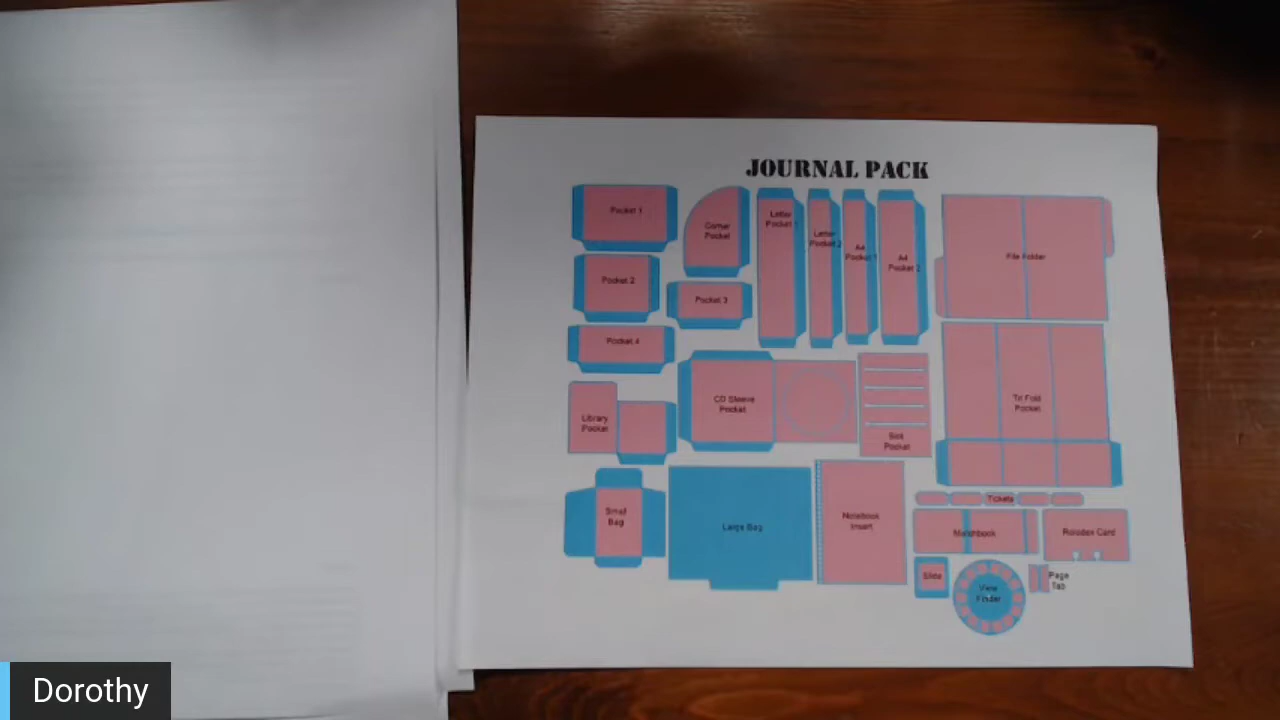 JOURNAL PACK
Pocket 1
Corner
Pocket
Letter
Pocket
Letter
Pocket 2
A4
Pocket 1
A4
Pocket 2
File Folder
Pocket 2
Pocket 3
Pocket 4
CD Sleeve
Pocket
Tri Fold
Pocket
Library
Pocket
Slot
Pocket
Small
Bag
Large Bag
Notebook
Insert
Tickets
Matchbook
Rolodex Card
Slide
View
Finder
Page
Tab
Dorothy